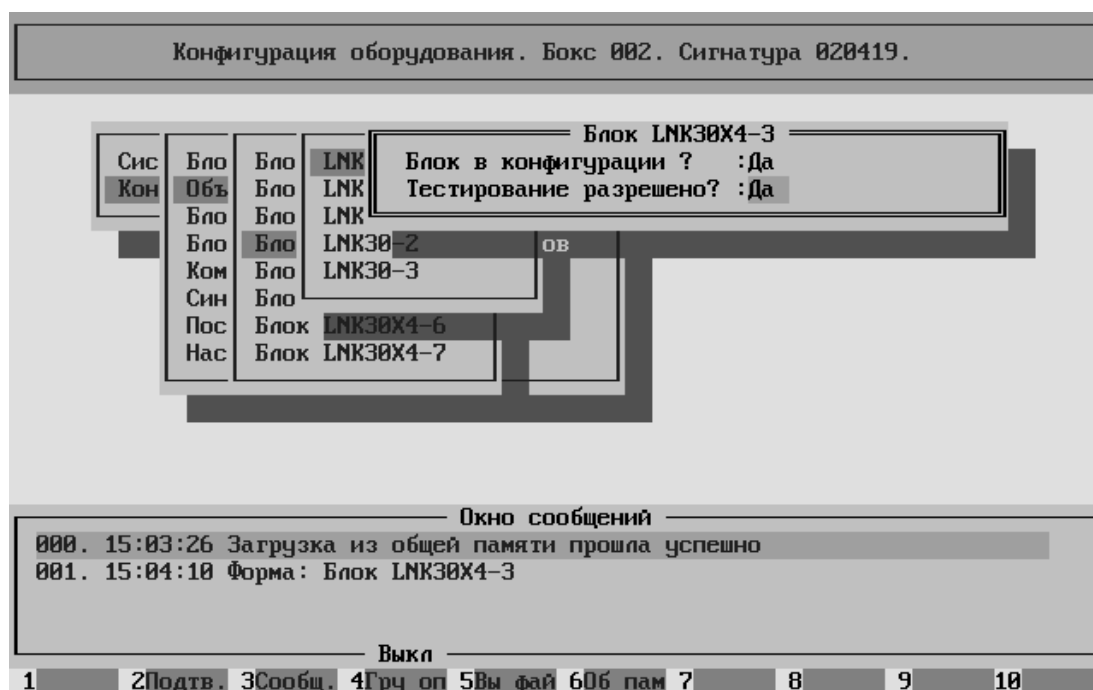 Конфигурация оборудования. Бокс 002. Сигнатура 020419.
Блок LNK30X4-3
Сис Бло Бло LNK Блок в конфигурации ? :Да
Кон Объ Бло LNK Тестирование разрешено? :Да
Бло Бло LNK
Бло Бло LNK30-2 ов
Ком Бло LNK30-3
Син Бло
Пос Блок LNK30X4-6
Нас Блок LNK30X4-7
Окно сообщений
000. 15:03:26 Загрузка из общей памяти прошла успешно
001. 15:04:10 Форма: Блок LNK30X4-3
Выкл
1 2Подтв. 3Сообщ. 4Гру оп 5Вы фай 6Об пам 7 8 9 10